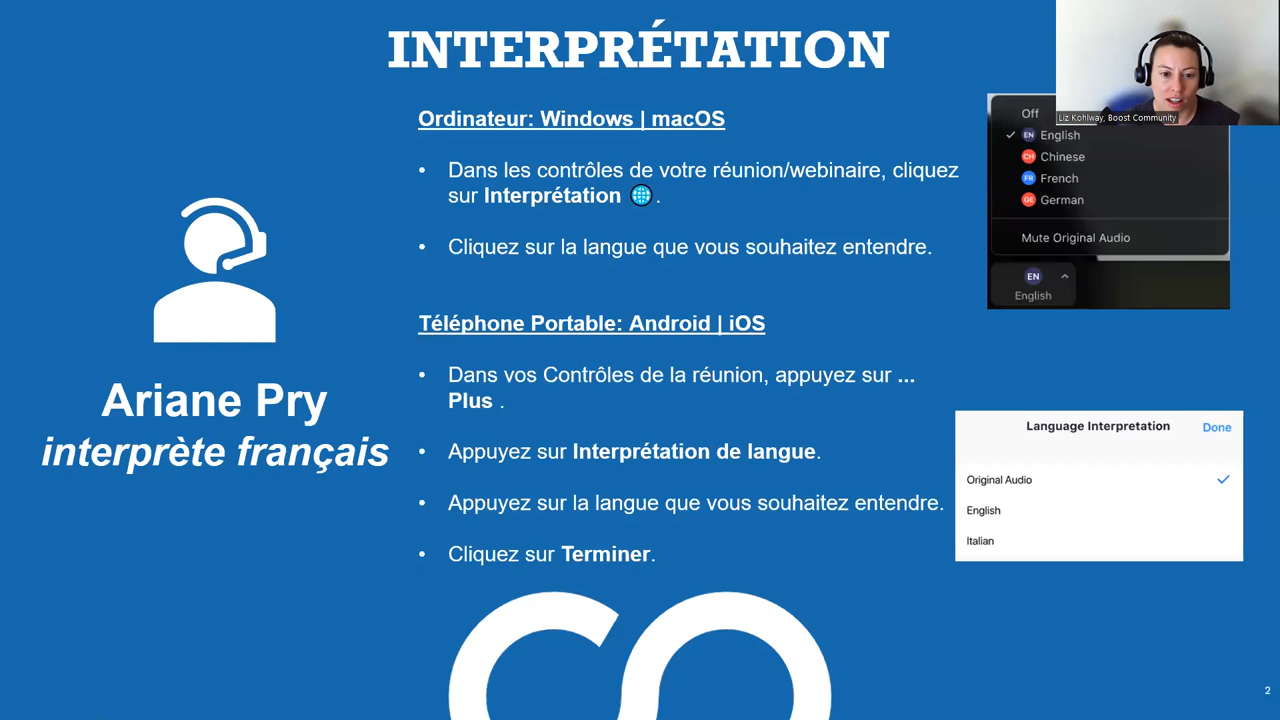 INTERPRÉTATION
Liz Kohlway, Boost Community
Ordinateur: Windows | macOS
• Dans les contrôles de votre réunion/webinaire, cliquez
sur Interprétation 🌐.
• Cliquez sur la langue que vous souhaitez entendre.
Off
EN English
CH Chinese
FR French
GE German
Mute Original Audio
EN
English
Téléphone Portable: Android | iOS
• Dans vos Contrôles de la réunion, appuyez sur ...
Plus .
• Appuyez sur Interprétation de langue.
• Appuyez sur la langue que vous souhaitez entendre.
• Cliquez sur Terminer.
Ariane Pry
interprète français
Language Interpretation Done
Original Audio
English
Italian
2